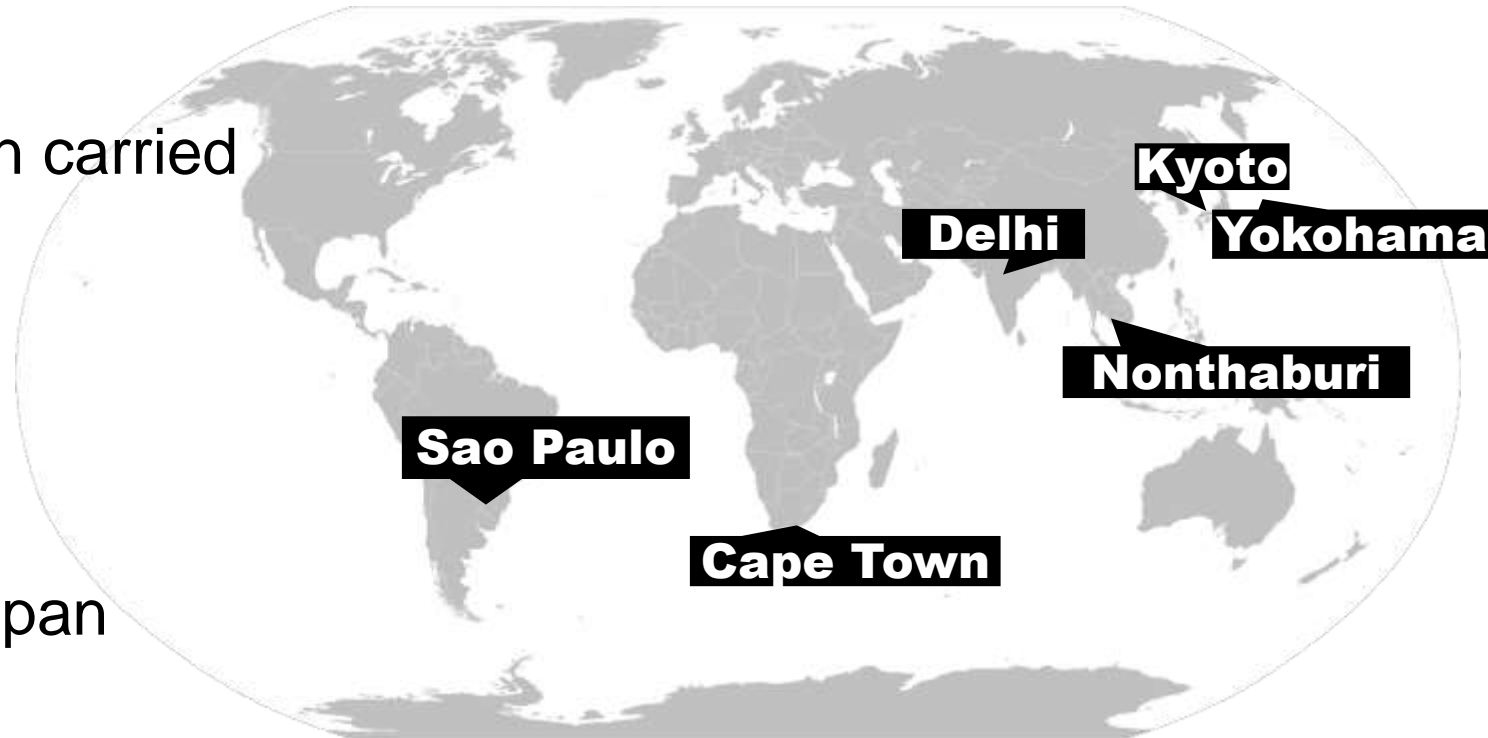 n carried
Kyoto
Delhi
Yokohama
Nonthaburi
Sao Paulo
Cape Town
pan